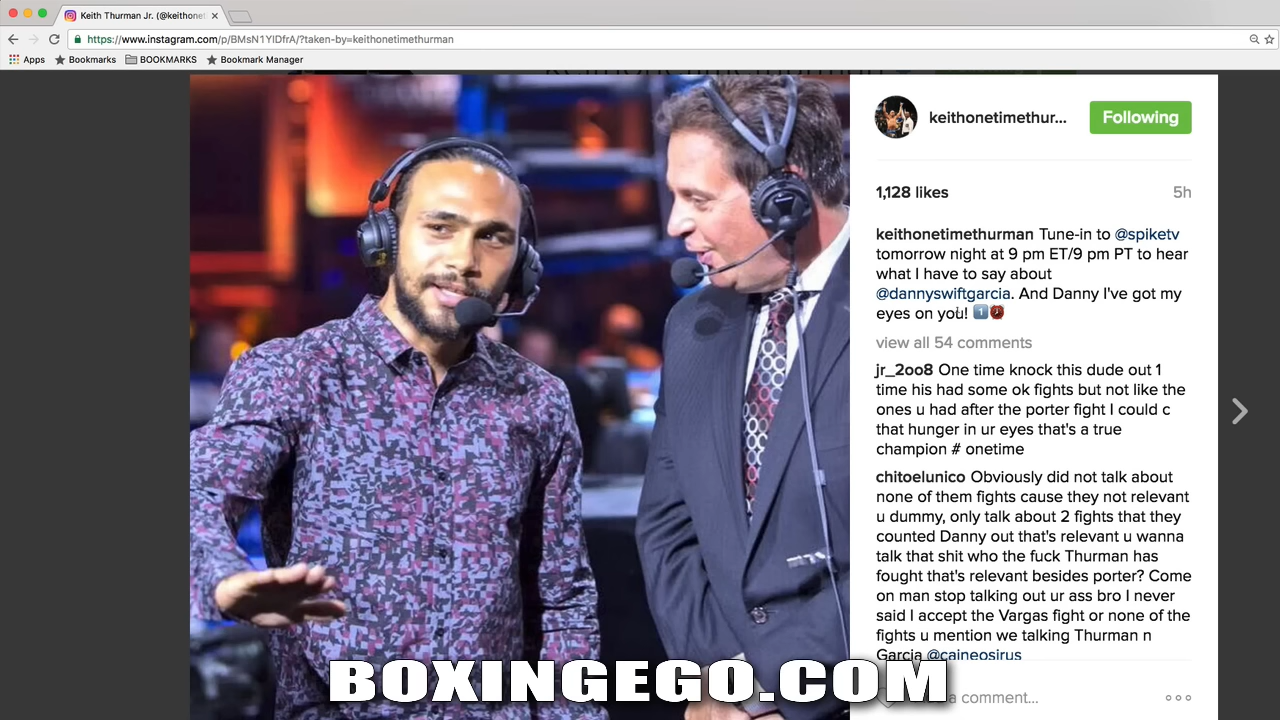 Keith Thurman Jr. (@keithonet
https://www.instagram.com/p/BMsN1YIDfrA/?taken-by=keithonetimethurman
Apps Bookmarks BOOKMARKS Bookmark Manager
keithonetimethur... Following
1,128 likes 5h
keithonetimethurman Tune-in to @spiketv
tomorrow night at 9 pm ET/9 pm PT to hear
what I have to say about
@dannyswiftgarcia. And Danny I've got my
eyes on you! 1️⃣⏰
view all 54 comments
jr_2oo8 One time knock this dude out 1
time his had some ok fights but not like the
ones u had after the porter fight I could c
that hunger in ur eyes that's a true
champion # onetime
chitoelunico Obviously did not talk about
none of them fights cause they not relevant
u dummy, only talk about 2 fights that they
counted Danny out that's relevant u wanna
talk that shit who the fuck Thurman has
fought that's relevant besides porter? Come
on man stop talking out ur ass bro I never
said I accept the Vargas fight or none of the
fights u mention we talking Thurman n
Garcia @caineosirus
a comment...
BOXINGEGO.COM